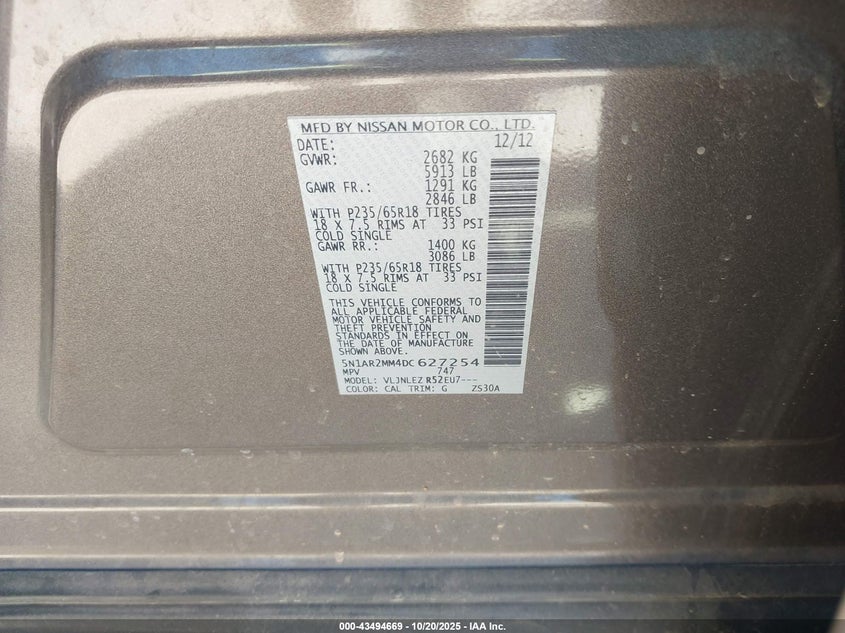 MFD BY NISSAN MOTOR CO., LTD.
DATE: 12/12
GVWR: 2682 KG
5913 LB
GAWR FR.: 1291 KG
2846 LB
WITH P235/65R18 TIRES
18 X 7.5 RIMS AT 33 PSI
COLD SINGLE
GAWR RR.: 1400 KG
3086 LB
WITH P235/65R18 TIRES
18 X 7.5 RIMS AT 33 PSI
COLD SINGLE
THIS VEHICLE CONFORMS TO
ALL APPLICABLE FEDERAL
MOTOR VEHICLE SAFETY AND
THEFT PREVENTION
STANDARDS IN EFFECT ON
THE DATE OF MANUFACTURE
SHOWN ABOVE
5N1AR2MM4DC627254
MPV 747
MODEL: VLJNLEZ R52EU7---
COLOR: CAL TRIM: G ZS30A
000-43494669 - 10/20/2025 - IAA Inc.